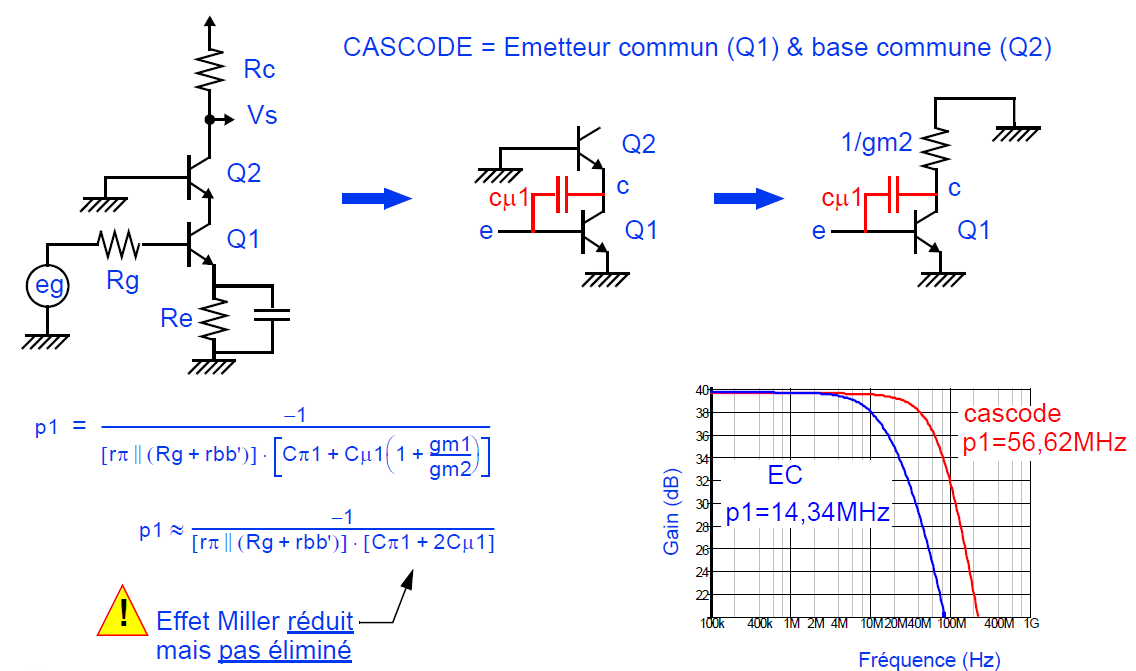 CASCODE = Emetteur commun (Q1) & base commune (Q2)
Rc
Vs
Q2
Q1
Rg
eg
Re
Q2
cμ1
c
e
Q1
1/gm2
cμ1
c
e
Q1
p1 = –1 / [rπ || (Rg + rbb')] · [Cπ1 + Cμ1(1 + gm1/gm2)]
p1 ≈ –1 / [rπ || (Rg + rbb')] · [Cπ1 + 2Cμ1]
!
Effet Miller réduit
mais pas éliminé
cascode
p1=56,62MHz
EC
p1=14,34MHz
Gain (dB)
40
38
36
34
32
30
28
26
24
22
100k 400k 1M 2M 4M 10M 20M 40M 100M 400M 1G
Fréquence (Hz)